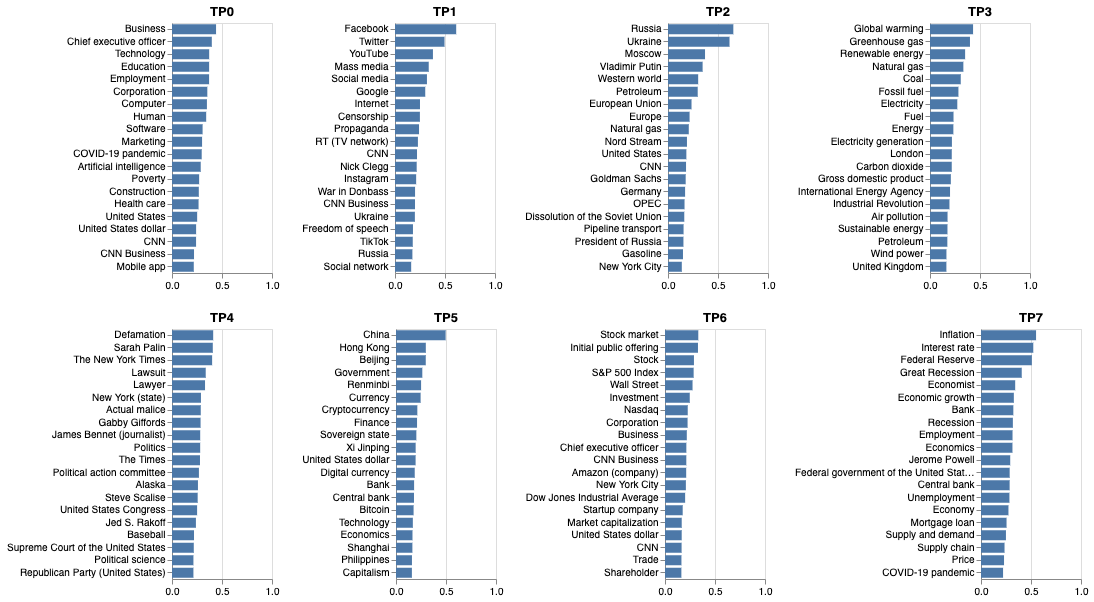 TP0
Business
Chief executive officer
Technology
Education
Employment
Corporation
Computer
Human
Software
Marketing
COVID-19 pandemic
Artificial intelligence
Poverty
Construction
Health care
United States
United States dollar
CNN
CNN Business
Mobile app
0.0 0.5 1.0
TP1
Facebook
Twitter
YouTube
Mass media
Social media
Google
Internet
Censorship
Propaganda
RT (TV network)
CNN
Nick Clegg
Instagram
War in Donbass
CNN Business
Ukraine
Freedom of speech
TikTok
Russia
Social network
0.0 0.5 1.0
TP2
Russia
Ukraine
Moscow
Vladimir Putin
Western world
Petroleum
European Union
Europe
Natural gas
Nord Stream
United States
CNN
Goldman Sachs
Germany
OPEC
Dissolution of the Soviet Union
Pipeline transport
President of Russia
Gasoline
New York City
0.0 0.5 1.0
TP3
Global warming
Greenhouse gas
Renewable energy
Natural gas
Coal
Fossil fuel
Electricity
Fuel
Energy
Electricity generation
London
Carbon dioxide
Gross domestic product
International Energy Agency
Industrial Revolution
Air pollution
Sustainable energy
Petroleum
Wind power
United Kingdom
0.0 0.5 1.0
TP4
Defamation
Sarah Palin
The New York Times
Lawsuit
Lawyer
New York (state)
Actual malice
Gabby Giffords
James Bennet (journalist)
Politics
The Times
Political action committee
Alaska
Steve Scalise
United States Congress
Jed S. Rakoff
Baseball
Supreme Court of the United States
Political science
Republican Party (United States)
0.0 0.5 1.0
TP5
China
Hong Kong
Beijing
Government
Renminbi
Currency
Cryptocurrency
Finance
Sovereign state
Xi Jinping
United States dollar
Digital currency
Bank
Central bank
Bitcoin
Technology
Economics
Shanghai
Philippines
Capitalism
0.0 0.5 1.0
TP6
Stock market
Initial public offering
Stock
S&P 500 Index
Wall Street
Investment
Nasdaq
Corporation
Business
Chief executive officer
CNN Business
Amazon (company)
New York City
Dow Jones Industrial Average
Startup company
Market capitalization
United States dollar
CNN
Trade
Shareholder
0.0 0.5 1.0
TP7
Inflation
Interest rate
Federal Reserve
Great Recession
Economist
Economic growth
Bank
Recession
Employment
Economics
Jerome Powell
Federal government of the United Stat…
Central bank
Unemployment
Economy
Mortgage loan
Supply and demand
Supply chain
Price
COVID-19 pandemic
0.0 0.5 1.0